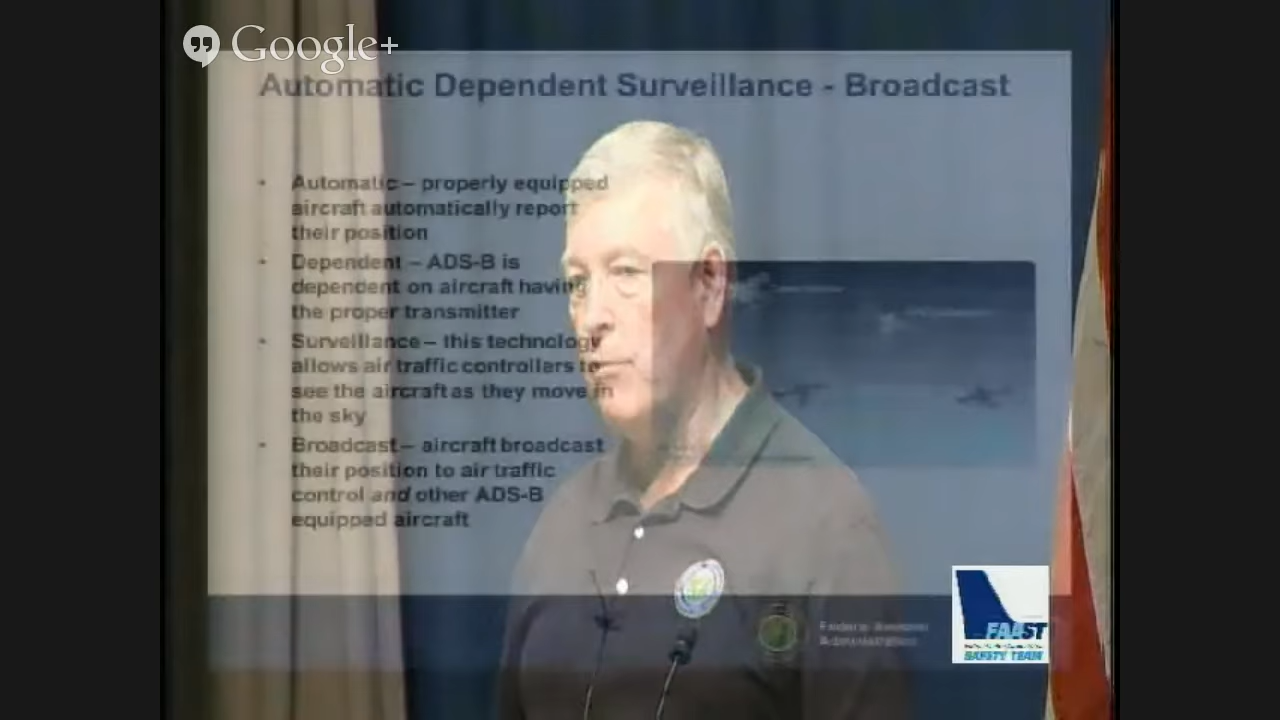 Google+
Automatic Dependent Surveillance - Broadcast
• Automatic – properly equipped
aircraft automatically report
their position
• Dependent – ADS-B is
dependent on aircraft having
the proper transmitter
• Surveillance – this technology
allows air traffic controllers to
see the aircraft as they move in
the sky
• Broadcast – aircraft broadcast
their position to air traffic
control and other ADS-B
equipped aircraft
Federal Aviation
Administration
FAAST
SAFETY TEAM